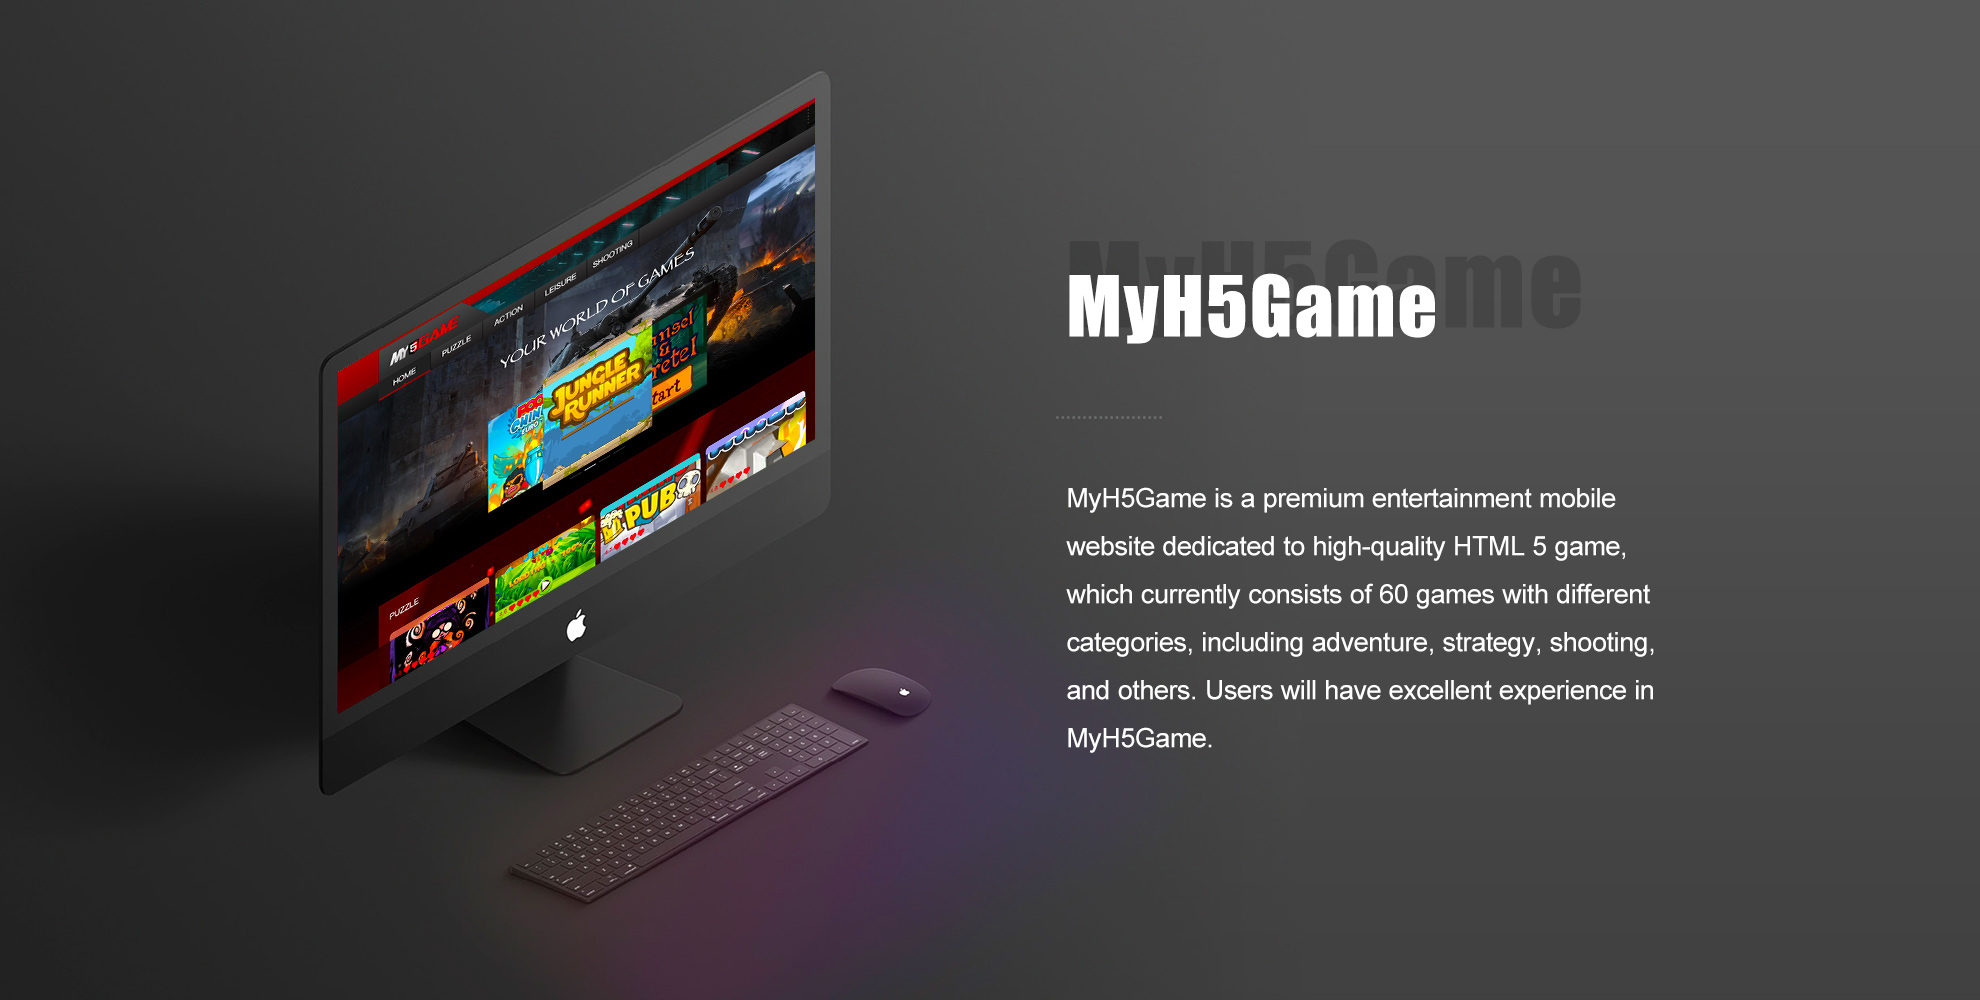 MY5GAME
HOME
PUZZLE
ACTION
LEISURE
SHOOTING
YOUR WORLD OF GAMES
JUNGLE
RUNNER
EURO
&
PUB
LOADING
PUZZLE
MyH5Game
MyH5Game
MyH5Game is a premium entertainment mobile
website dedicated to high-quality HTML 5 game,
which currently consists of 60 games with different
categories, including adventure, strategy, shooting,
and others. Users will have excellent experience in
MyH5Game.